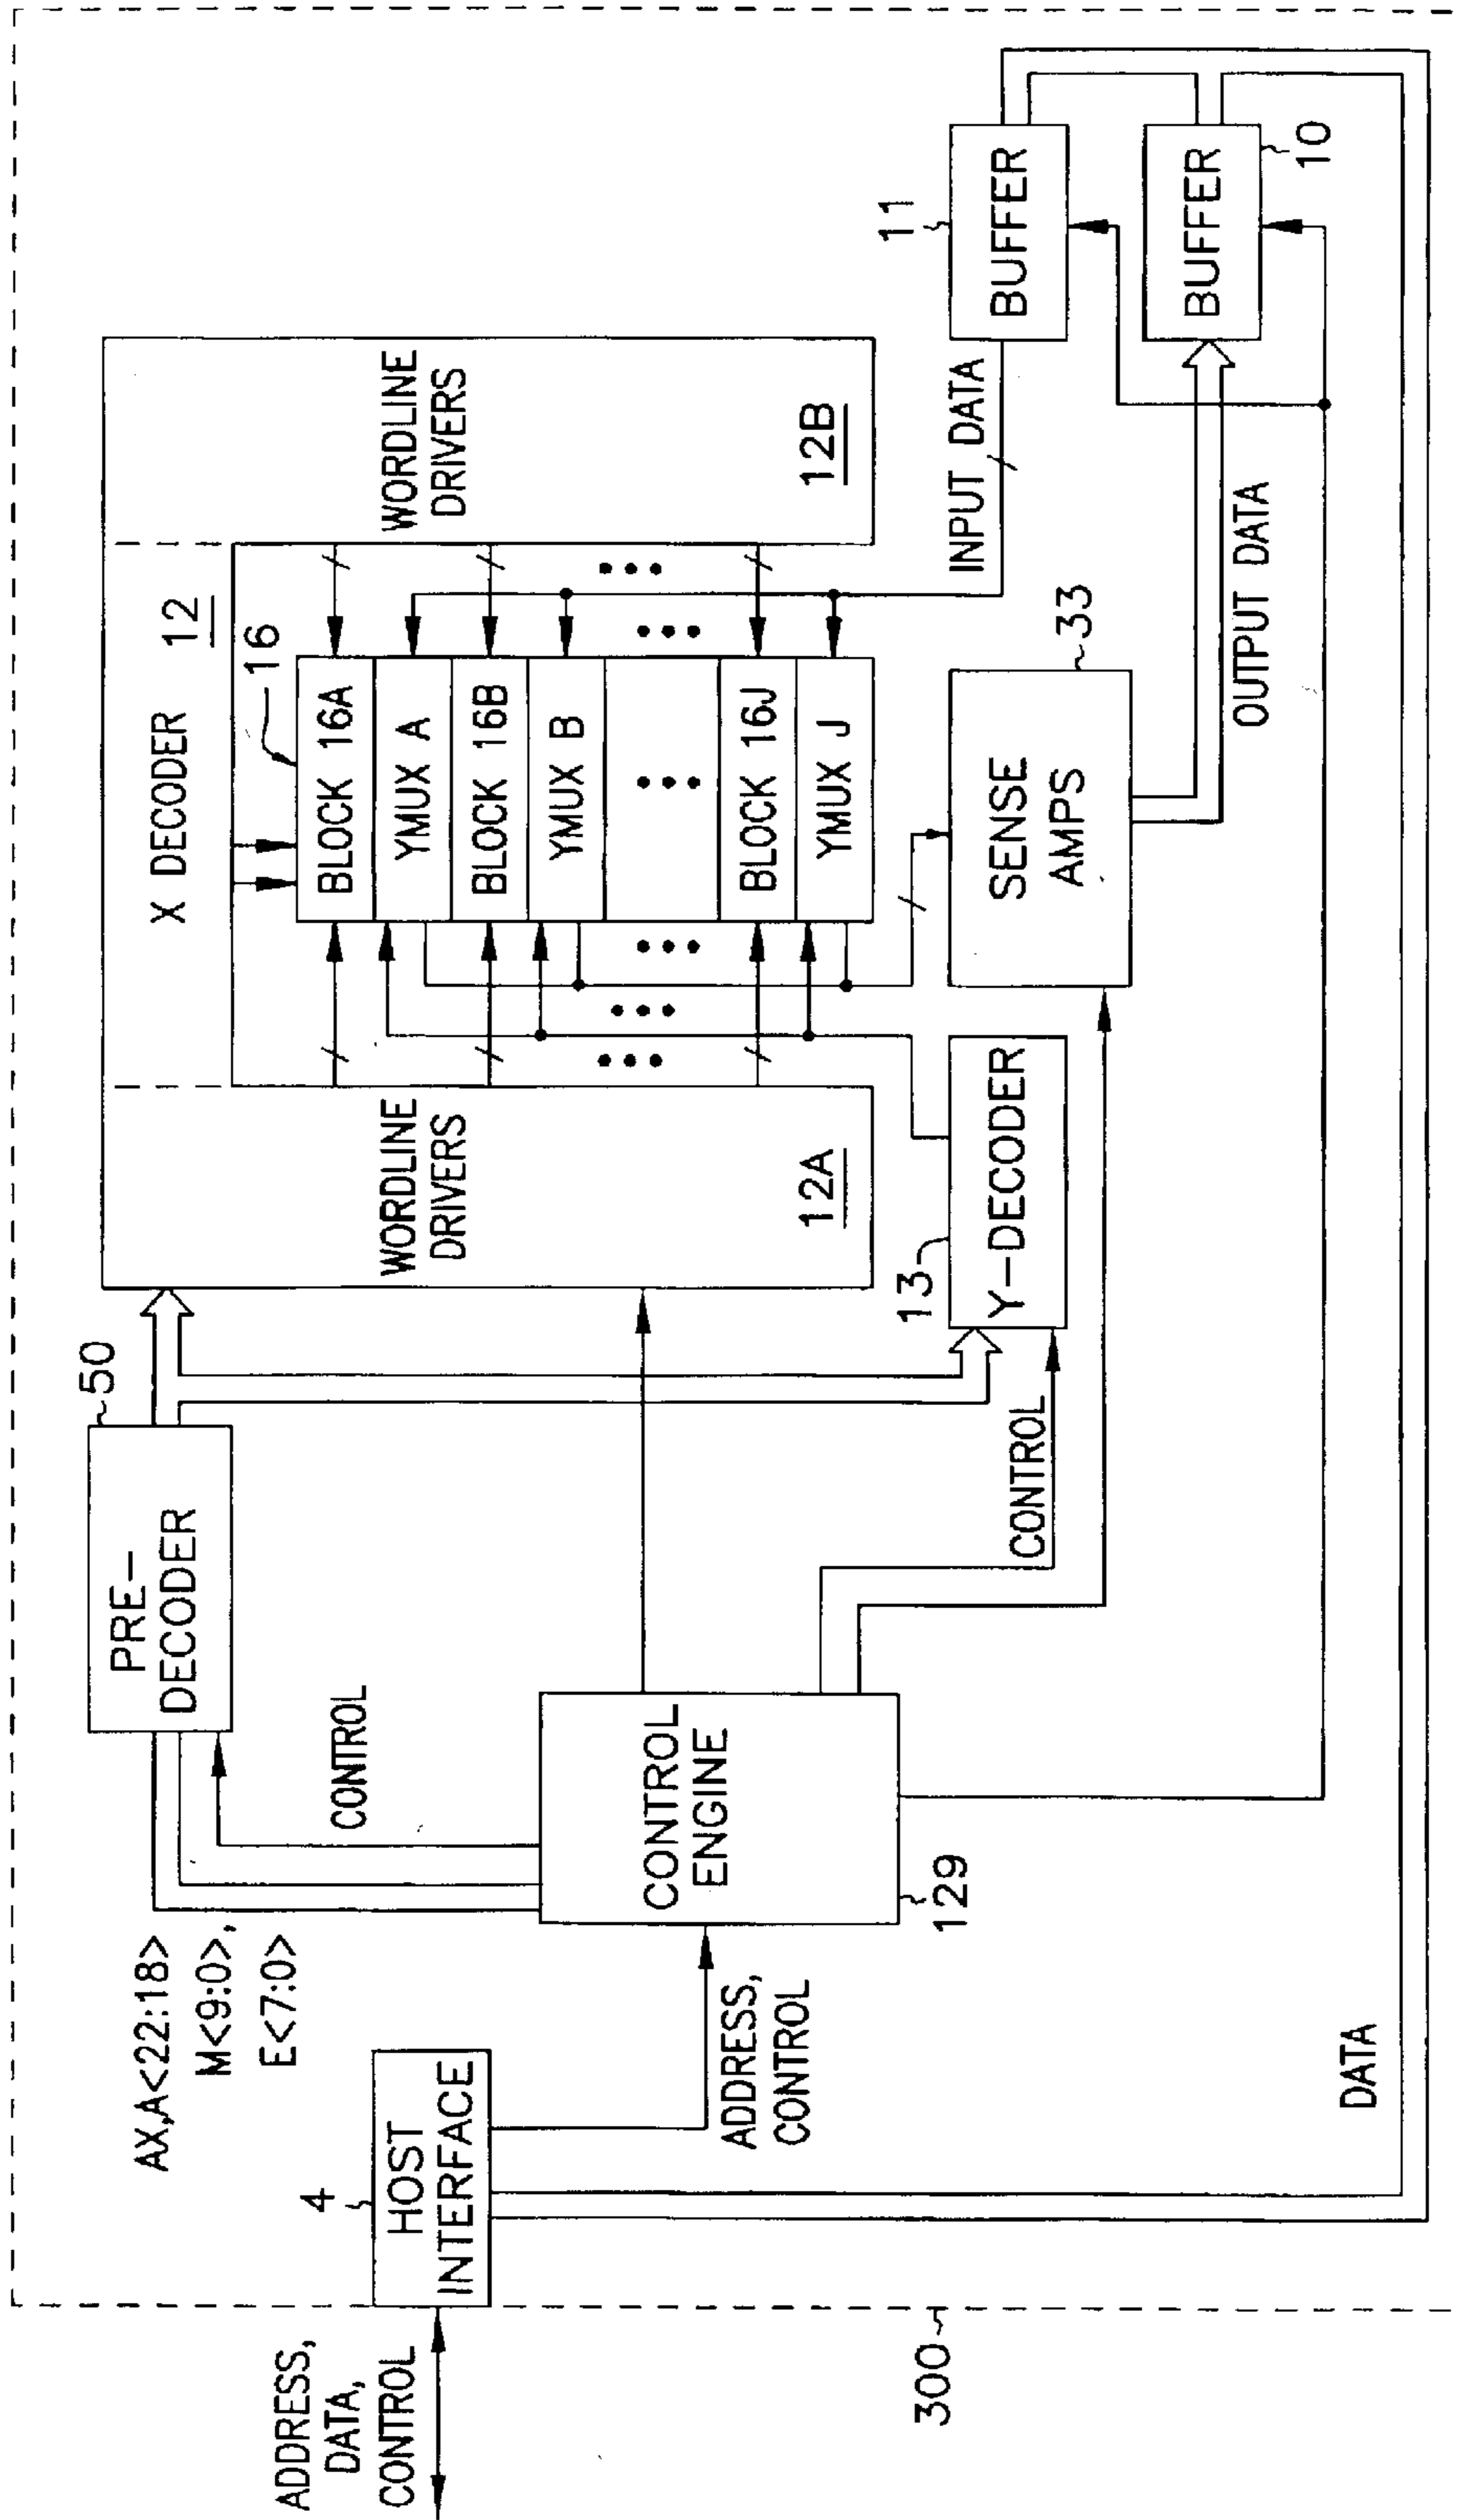 ADDRESS,
DATA,
CONTROL
300
4
HOST
INTERFACE
ADDRESS,
CONTROL
DATA
AX,A<22:18>
M<9:0>,
E<7:0>
CONTROL
CONTROL
ENGINE
129
PRE-
DECODER
50
CONTROL
13
Y-DECODER
WORDLINE
DRIVERS
12A
X DECODER
12
16
BLOCK 16A
YMUX A
BLOCK 16B
YMUX B
BLOCK 16J
YMUX J
WORDLINE
DRIVERS
12B
SENSE
AMPS
33
INPUT DATA
OUTPUT DATA
11
BUFFER
BUFFER
10